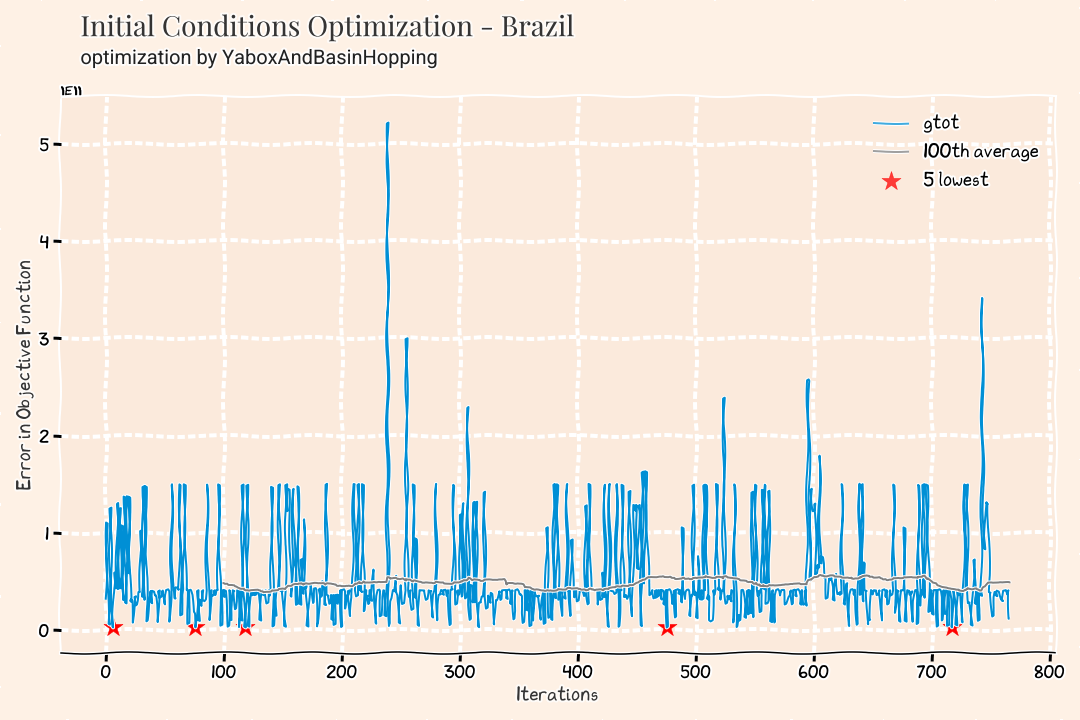 Initial Conditions Optimization - Brazil
optimization by YaboxAndBasinHopping
1E11
gtot
100th average
5 lowest
5
4
3
2
1
0
Error in Objective Function
0 100 200 300 400 500 600 700 800
Iterations